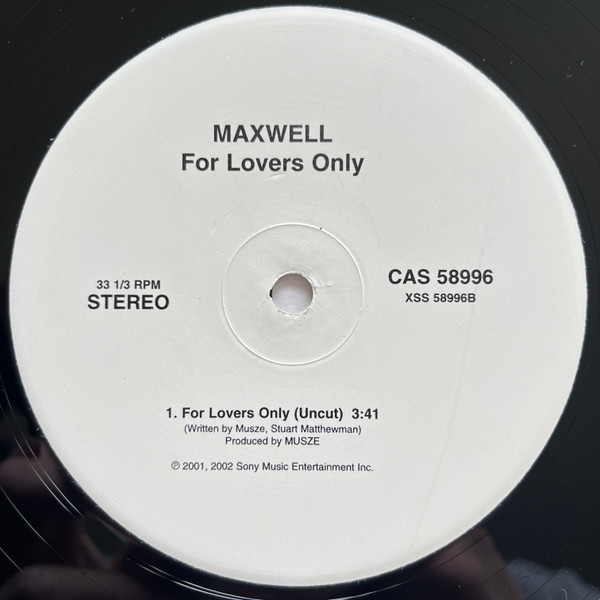 MAXWELL
For Lovers Only
33 1/3 RPM
STEREO
CAS 58996
XSS 58996B
1. For Lovers Only (Uncut) 3:41
(Written by Musze, Stuart Matthewman)
Produced by MUSZE
℗ 2001, 2002 Sony Music Entertainment Inc.